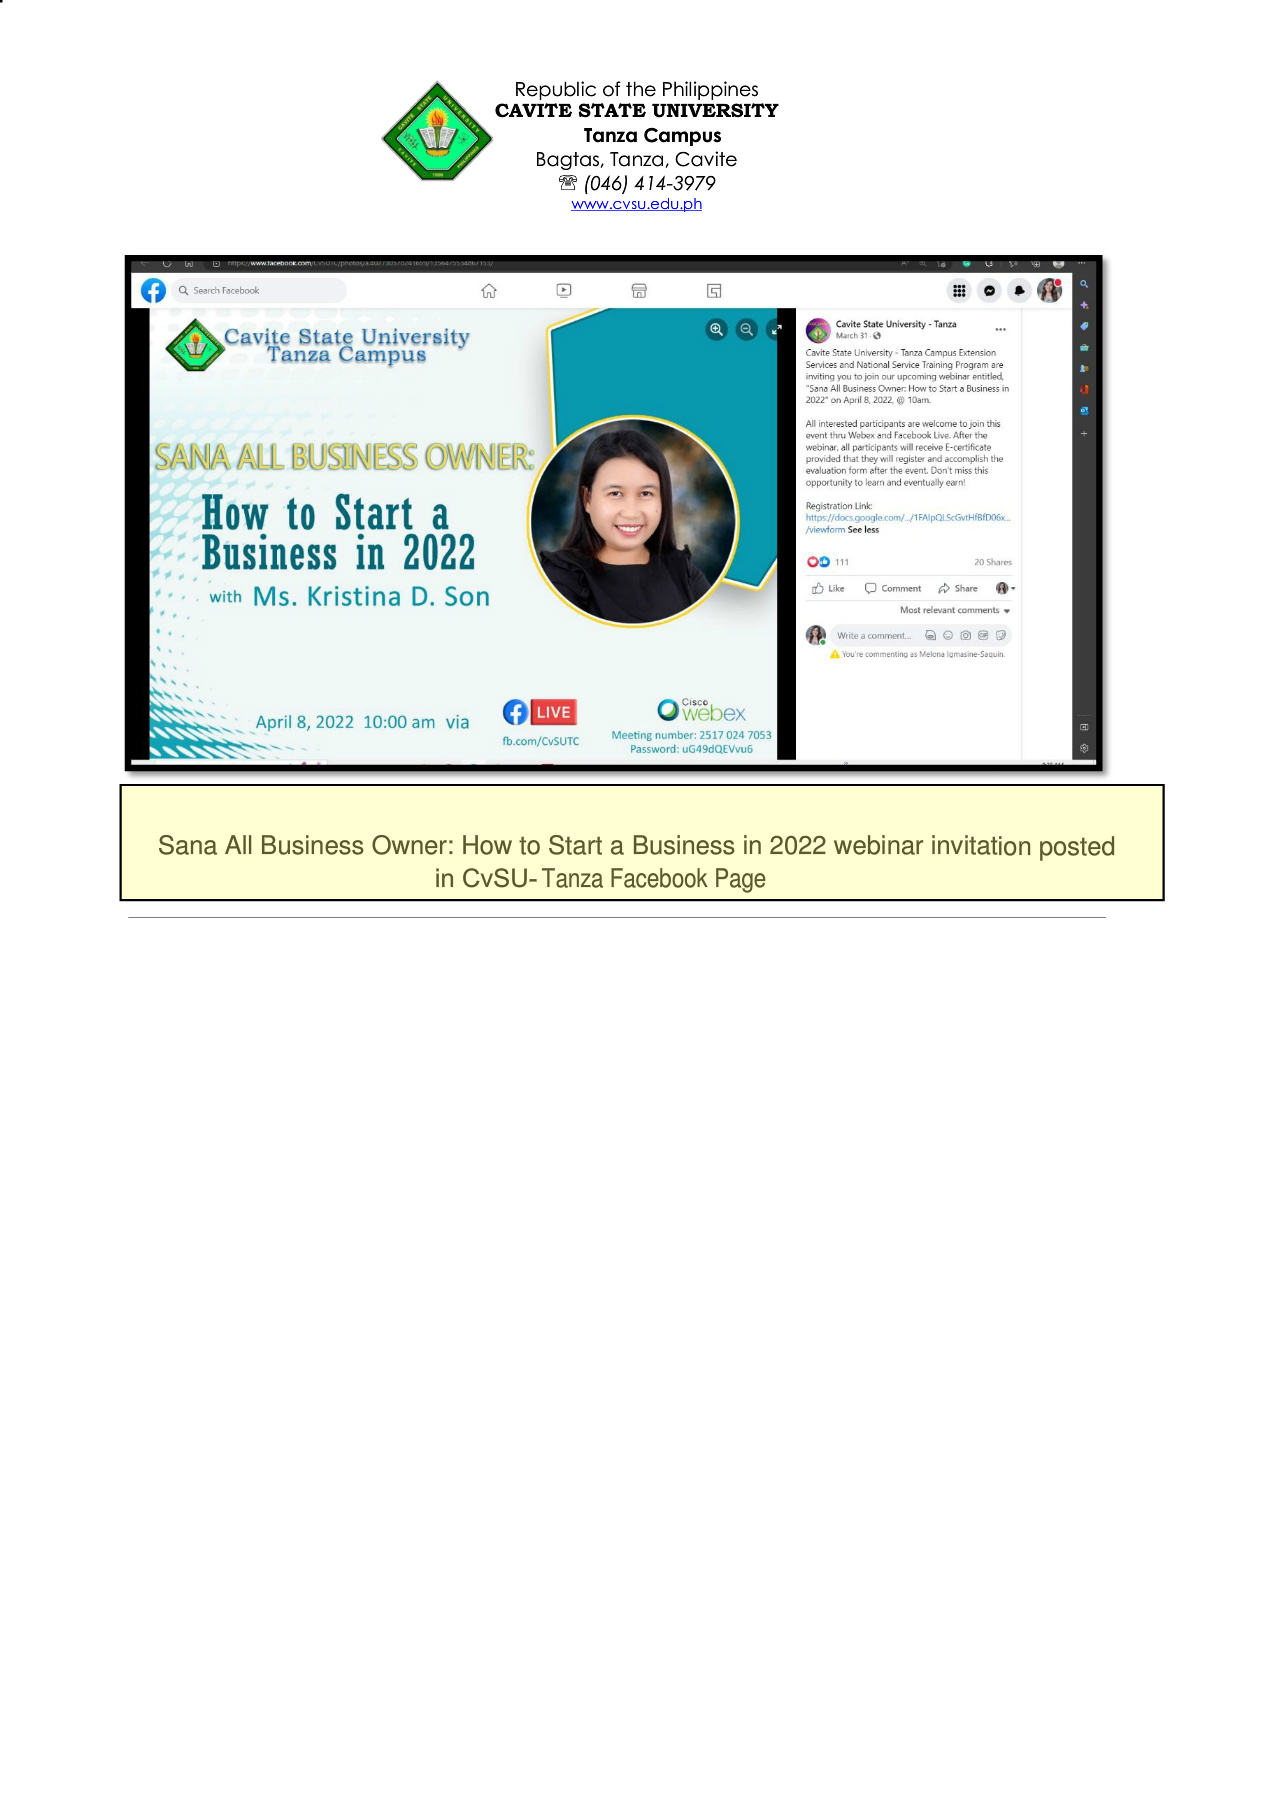 Republic of the Philippines
CAVITE STATE UNIVERSITY
Tanza Campus
Bagtas, Tanza, Cavite
☏ (046) 414-3979
www.cvsu.edu.ph
Search Facebook
Cavite State University
Tanza Campus
SANA ALL BUSINESS OWNER:
How to Start a
Business in 2022
with Ms. Kristina D. Son
April 8, 2022 10:00 am via
LIVE
fb.com/CvSUTC
Cisco
webex
Meeting number: 2517 024 7053
Password: uG49dQEVvu6
Cavite State University - Tanza
March 31
Cavite State University - Tanza Campus Extension
Services and National Service Training Program are
inviting you to join our upcoming webinar entitled,
"Sana All Business Owner: How to Start a Business in
2022" on April 8, 2022, @ 10am.
All interested participants are welcome to join this
event thru Webex and Facebook Live. After the
webinar, all participants will receive E-certificate
provided that they will register and accomplish the
evaluation form after the event. Don't miss this
opportunity to learn and eventually earn!
Registration Link:
https://docs.google.com/.../1FAIpQLScGvtHfBfD06x...
/viewform See less
111 20 Shares
Like Comment Share
Most relevant comments
Write a comment...
You're commenting as Melona Igmasine-Saquin.
Sana All Business Owner: How to Start a Business in 2022 webinar invitation posted
in CvSU- Tanza Facebook Page